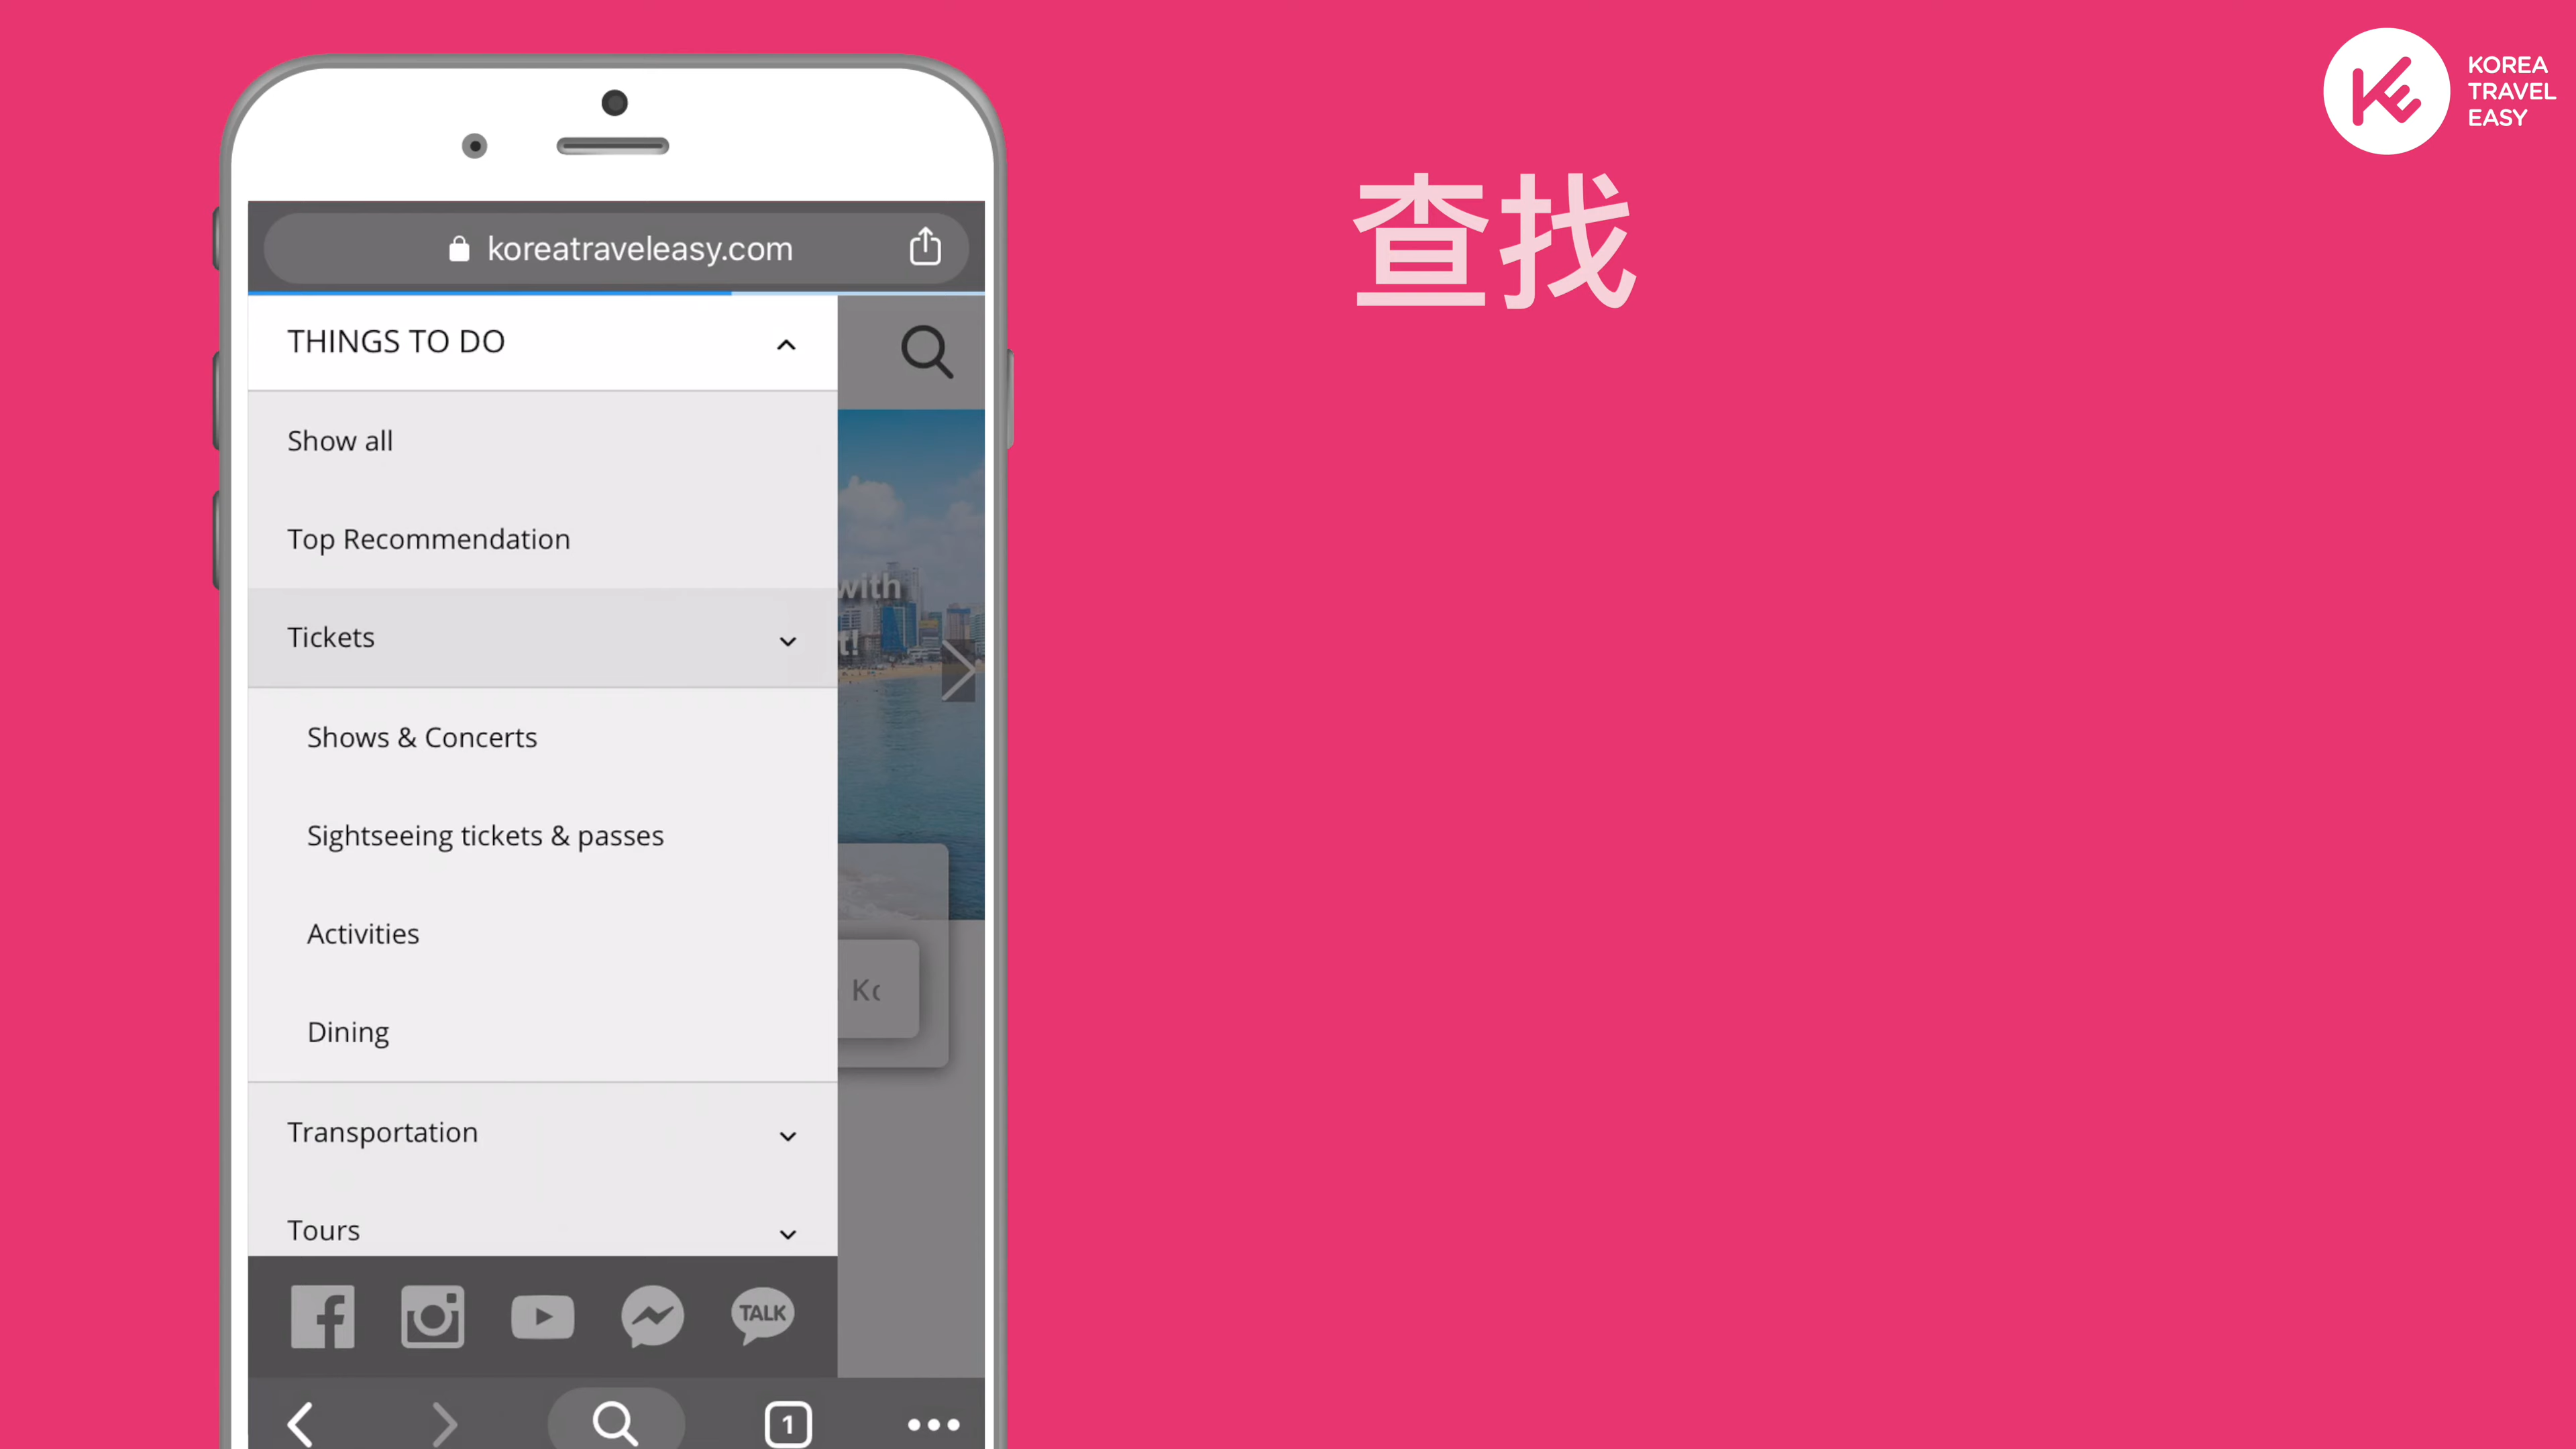 KOREA
TRAVEL
EASY
查找
koreatraveleasy.com
THINGS TO DO
Show all
Top Recommendation
with
Tickets
t!
Shows & Concerts
Sightseeing tickets & passes
Activities
Dining
Transportation
Tours
TALK
1